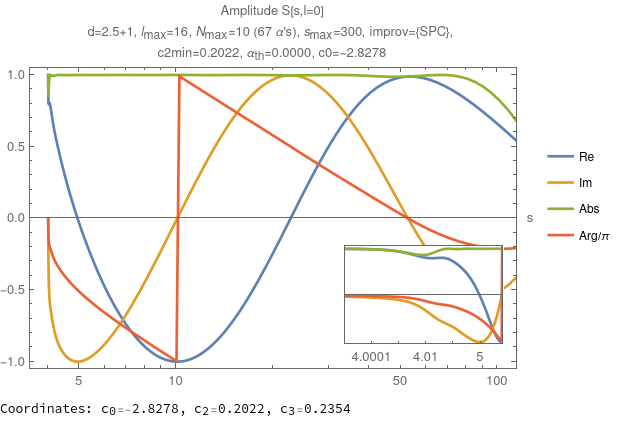 Amplitude S[s,l=0]
d=2.5+1, lmax=16, Nmax=10 (67 α's), smax=300, improv={SPC},
c2min=0.2022, αth=0.0000, c0=−2.8278
1.0
0.5
0.0
−0.5
−1.0
5
10
50
100
s
Re
Im
Abs
Arg/π
4.0001
4.01
5
Coordinates: c0=−2.8278, c2=0.2022, c3=0.2354